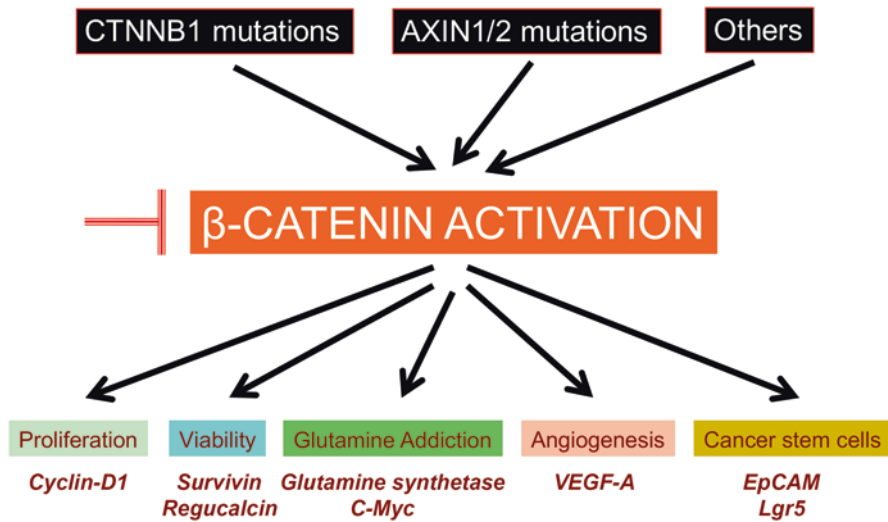 CTNNB1 mutations
AXIN1/2 mutations
Others
β-CATENIN ACTIVATION
Proliferation
Viability
Glutamine Addiction
Angiogenesis
Cancer stem cells
Cyclin-D1
Survivin
Regucalcin
Glutamine synthetase
C-Myc
VEGF-A
EpCAM
Lgr5